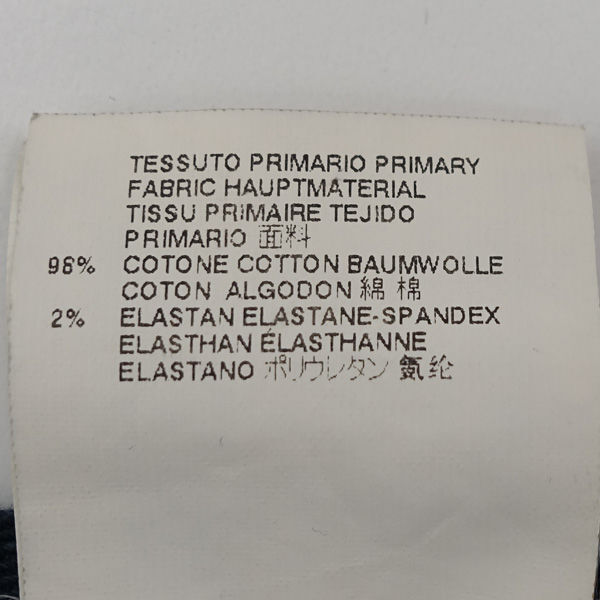 TESSUTO PRIMARIO PRIMARY
FABRIC HAUPTMATERIAL
TISSU PRIMAIRE TEJIDO
PRIMARIO 面料
98% COTONE COTTON BAUMWOLLE
COTON ALGODON 綿 棉
2% ELASTAN ELASTANE-SPANDEX
ELASTHAN ÉLASTHANNE
ELASTANO ポリウレタン 氨纶